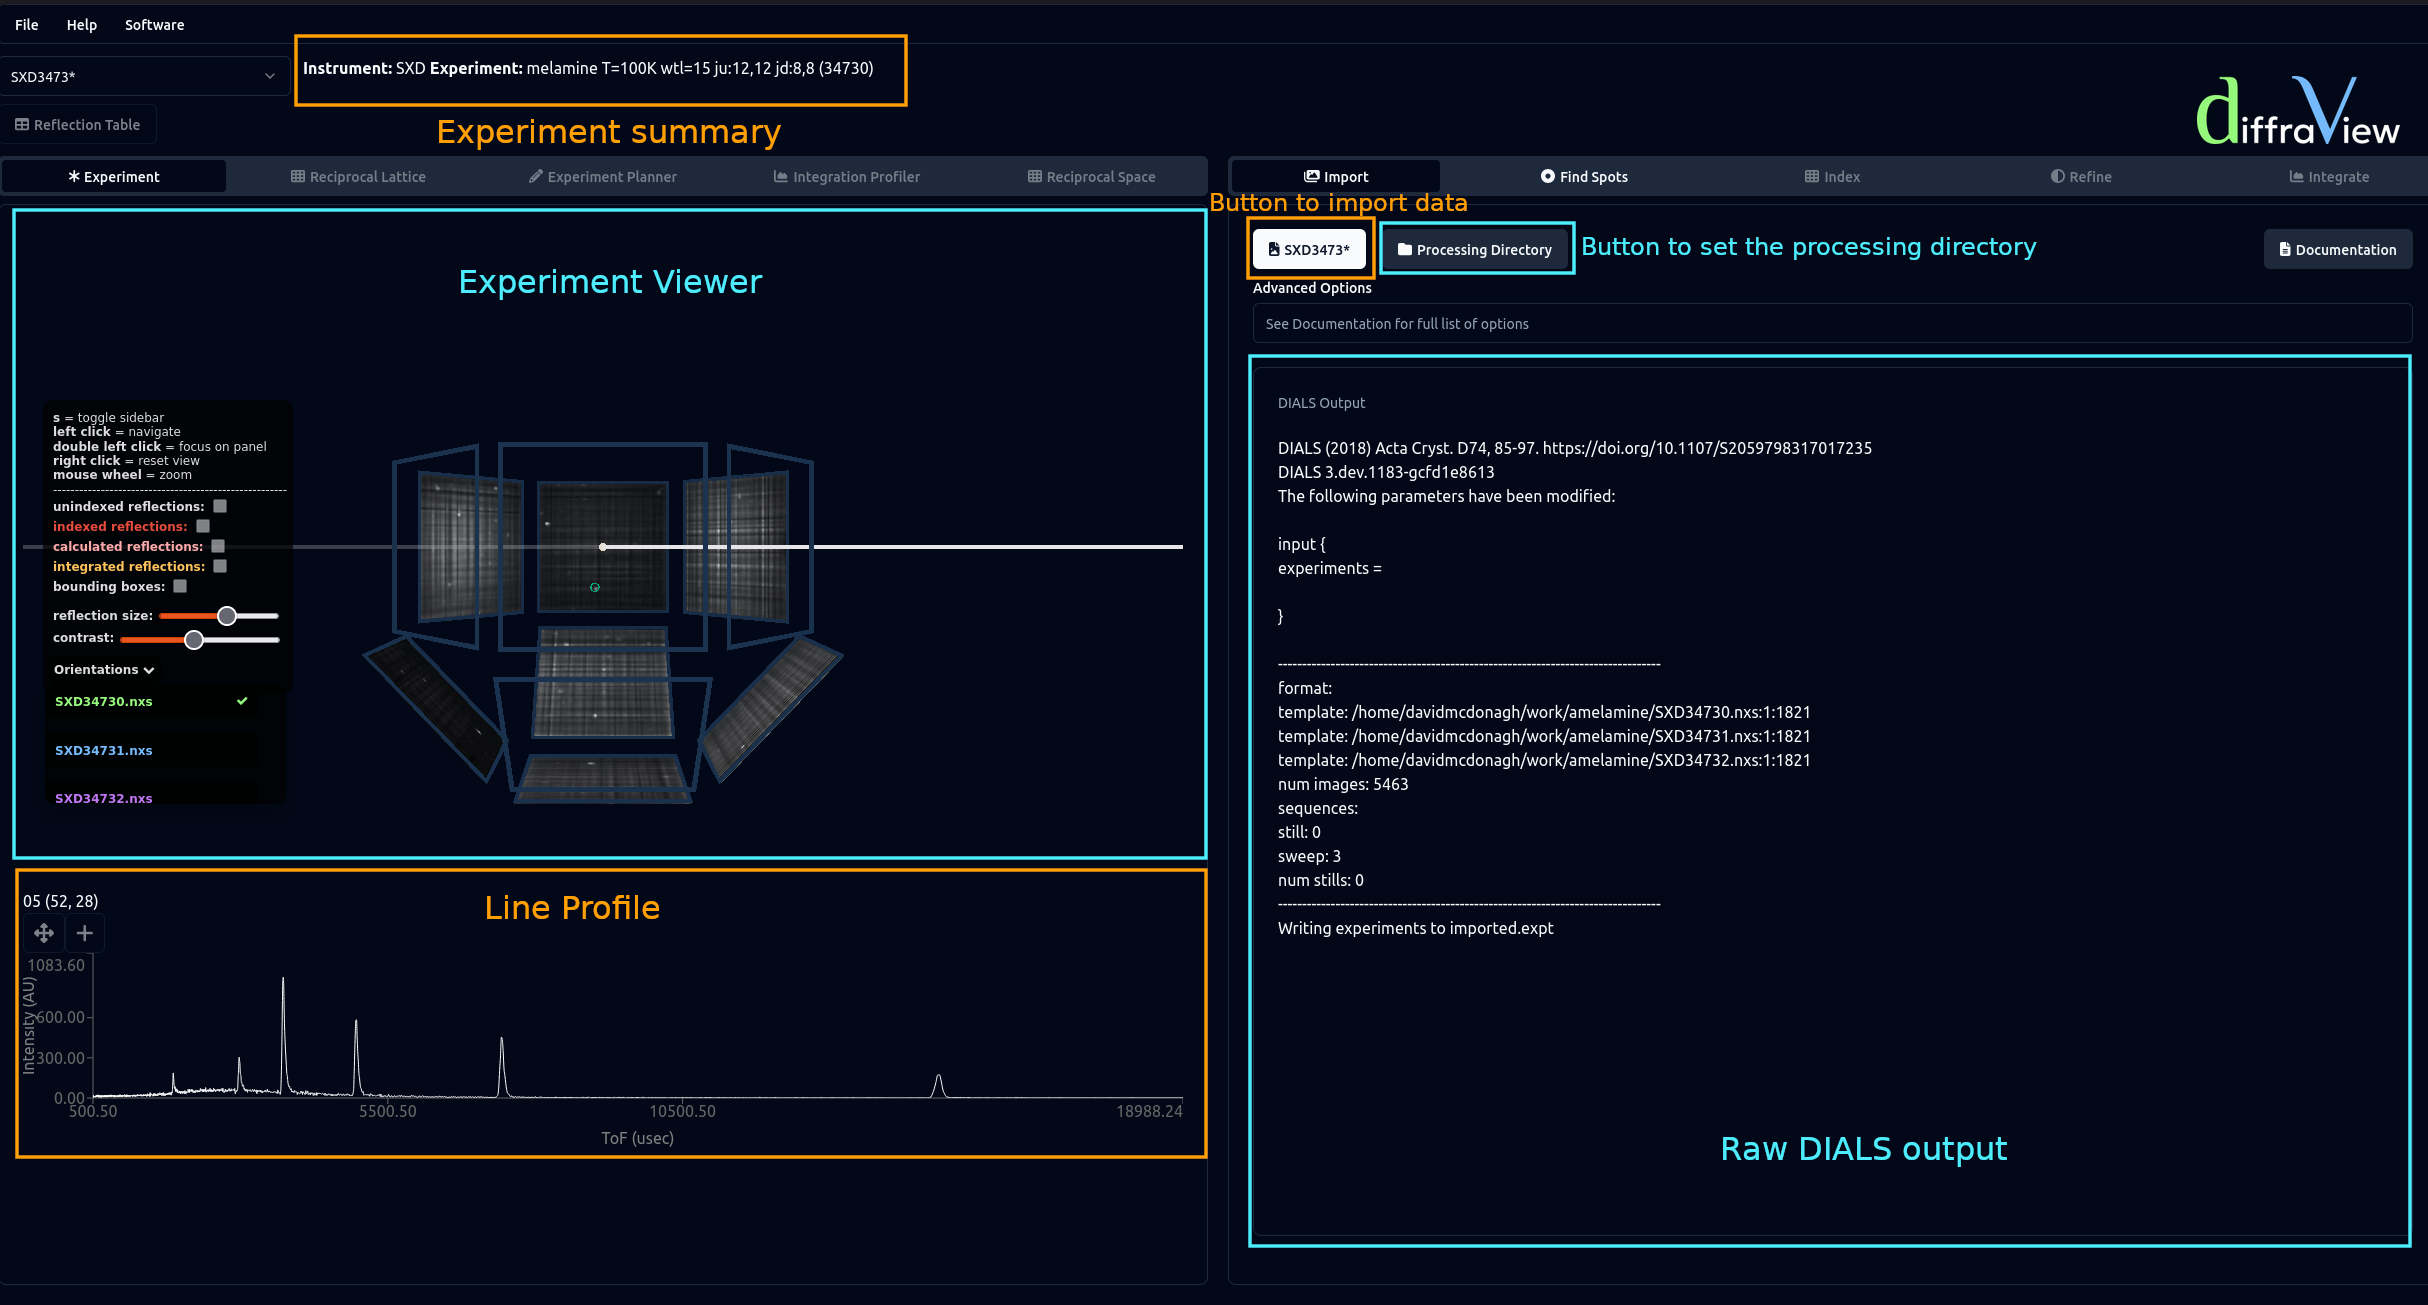 File Help Software
SXD3473*
Instrument: SXD Experiment: melamine T=100K wtl=15 ju:12,12 jd:8,8 (34730)
Reflection Table
Experiment summary
diffraView
Experiment Reciprocal Lattice Experiment Planner Integration Profiler Reciprocal Space
Import Find Spots Index Refine Integrate
Button to import data
SXD3473* Processing Directory Button to set the processing directory Documentation
Advanced Options
See Documentation for full list of options
Experiment Viewer
s = toggle sidebar
left click = navigate
double left click = focus on panel
right click = reset view
mouse wheel = zoom
------------------------------------------------------
unindexed reflections:
indexed reflections:
calculated reflections:
integrated reflections:
bounding boxes:
reflection size:
contrast:
Orientations
SXD34730.nxs
SXD34731.nxs
SXD34732.nxs
05 (52, 28)
Line Profile
1083.60
600.00
300.00
0.00
Intensity (AU)
500.50 5500.50 10500.50 18988.24
ToF (usec)
DIALS Output
DIALS (2018) Acta Cryst. D74, 85-97. https://doi.org/10.1107/S2059798317017235
DIALS 3.dev.1183-gcfd1e8613
The following parameters have been modified:
input {
experiments =
}
--------------------------------------------------------------------------------
format:
template: /home/davidmcdonagh/work/amelamine/SXD34730.nxs:1:1821
template: /home/davidmcdonagh/work/amelamine/SXD34731.nxs:1:1821
template: /home/davidmcdonagh/work/amelamine/SXD34732.nxs:1:1821
num images: 5463
sequences:
still: 0
sweep: 3
num stills: 0
--------------------------------------------------------------------------------
Writing experiments to imported.expt
Raw DIALS output